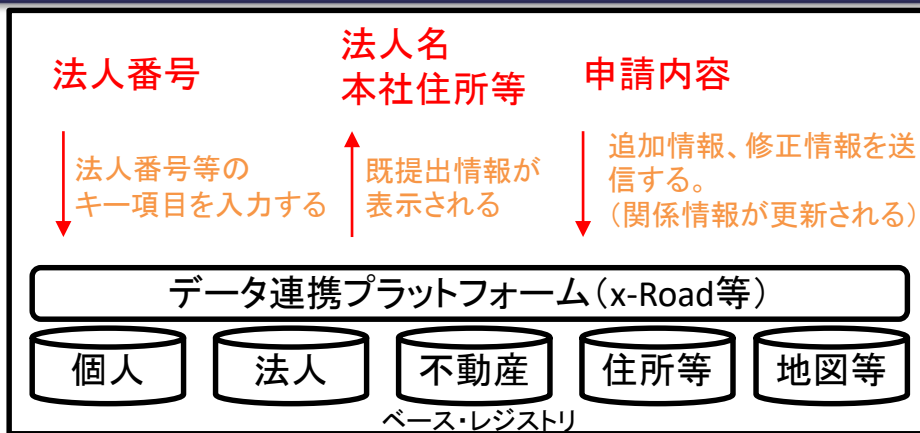 法人番号
法人名
本社住所等
申請内容
法人番号等の
キー項目を入力する
既提出情報が
表示される
追加情報、修正情報を送
信する。
（関係情報が更新される）
データ連携プラットフォーム（x-Road等）
個人
法人
不動産
住所等
地図等
ベース・レジストリ